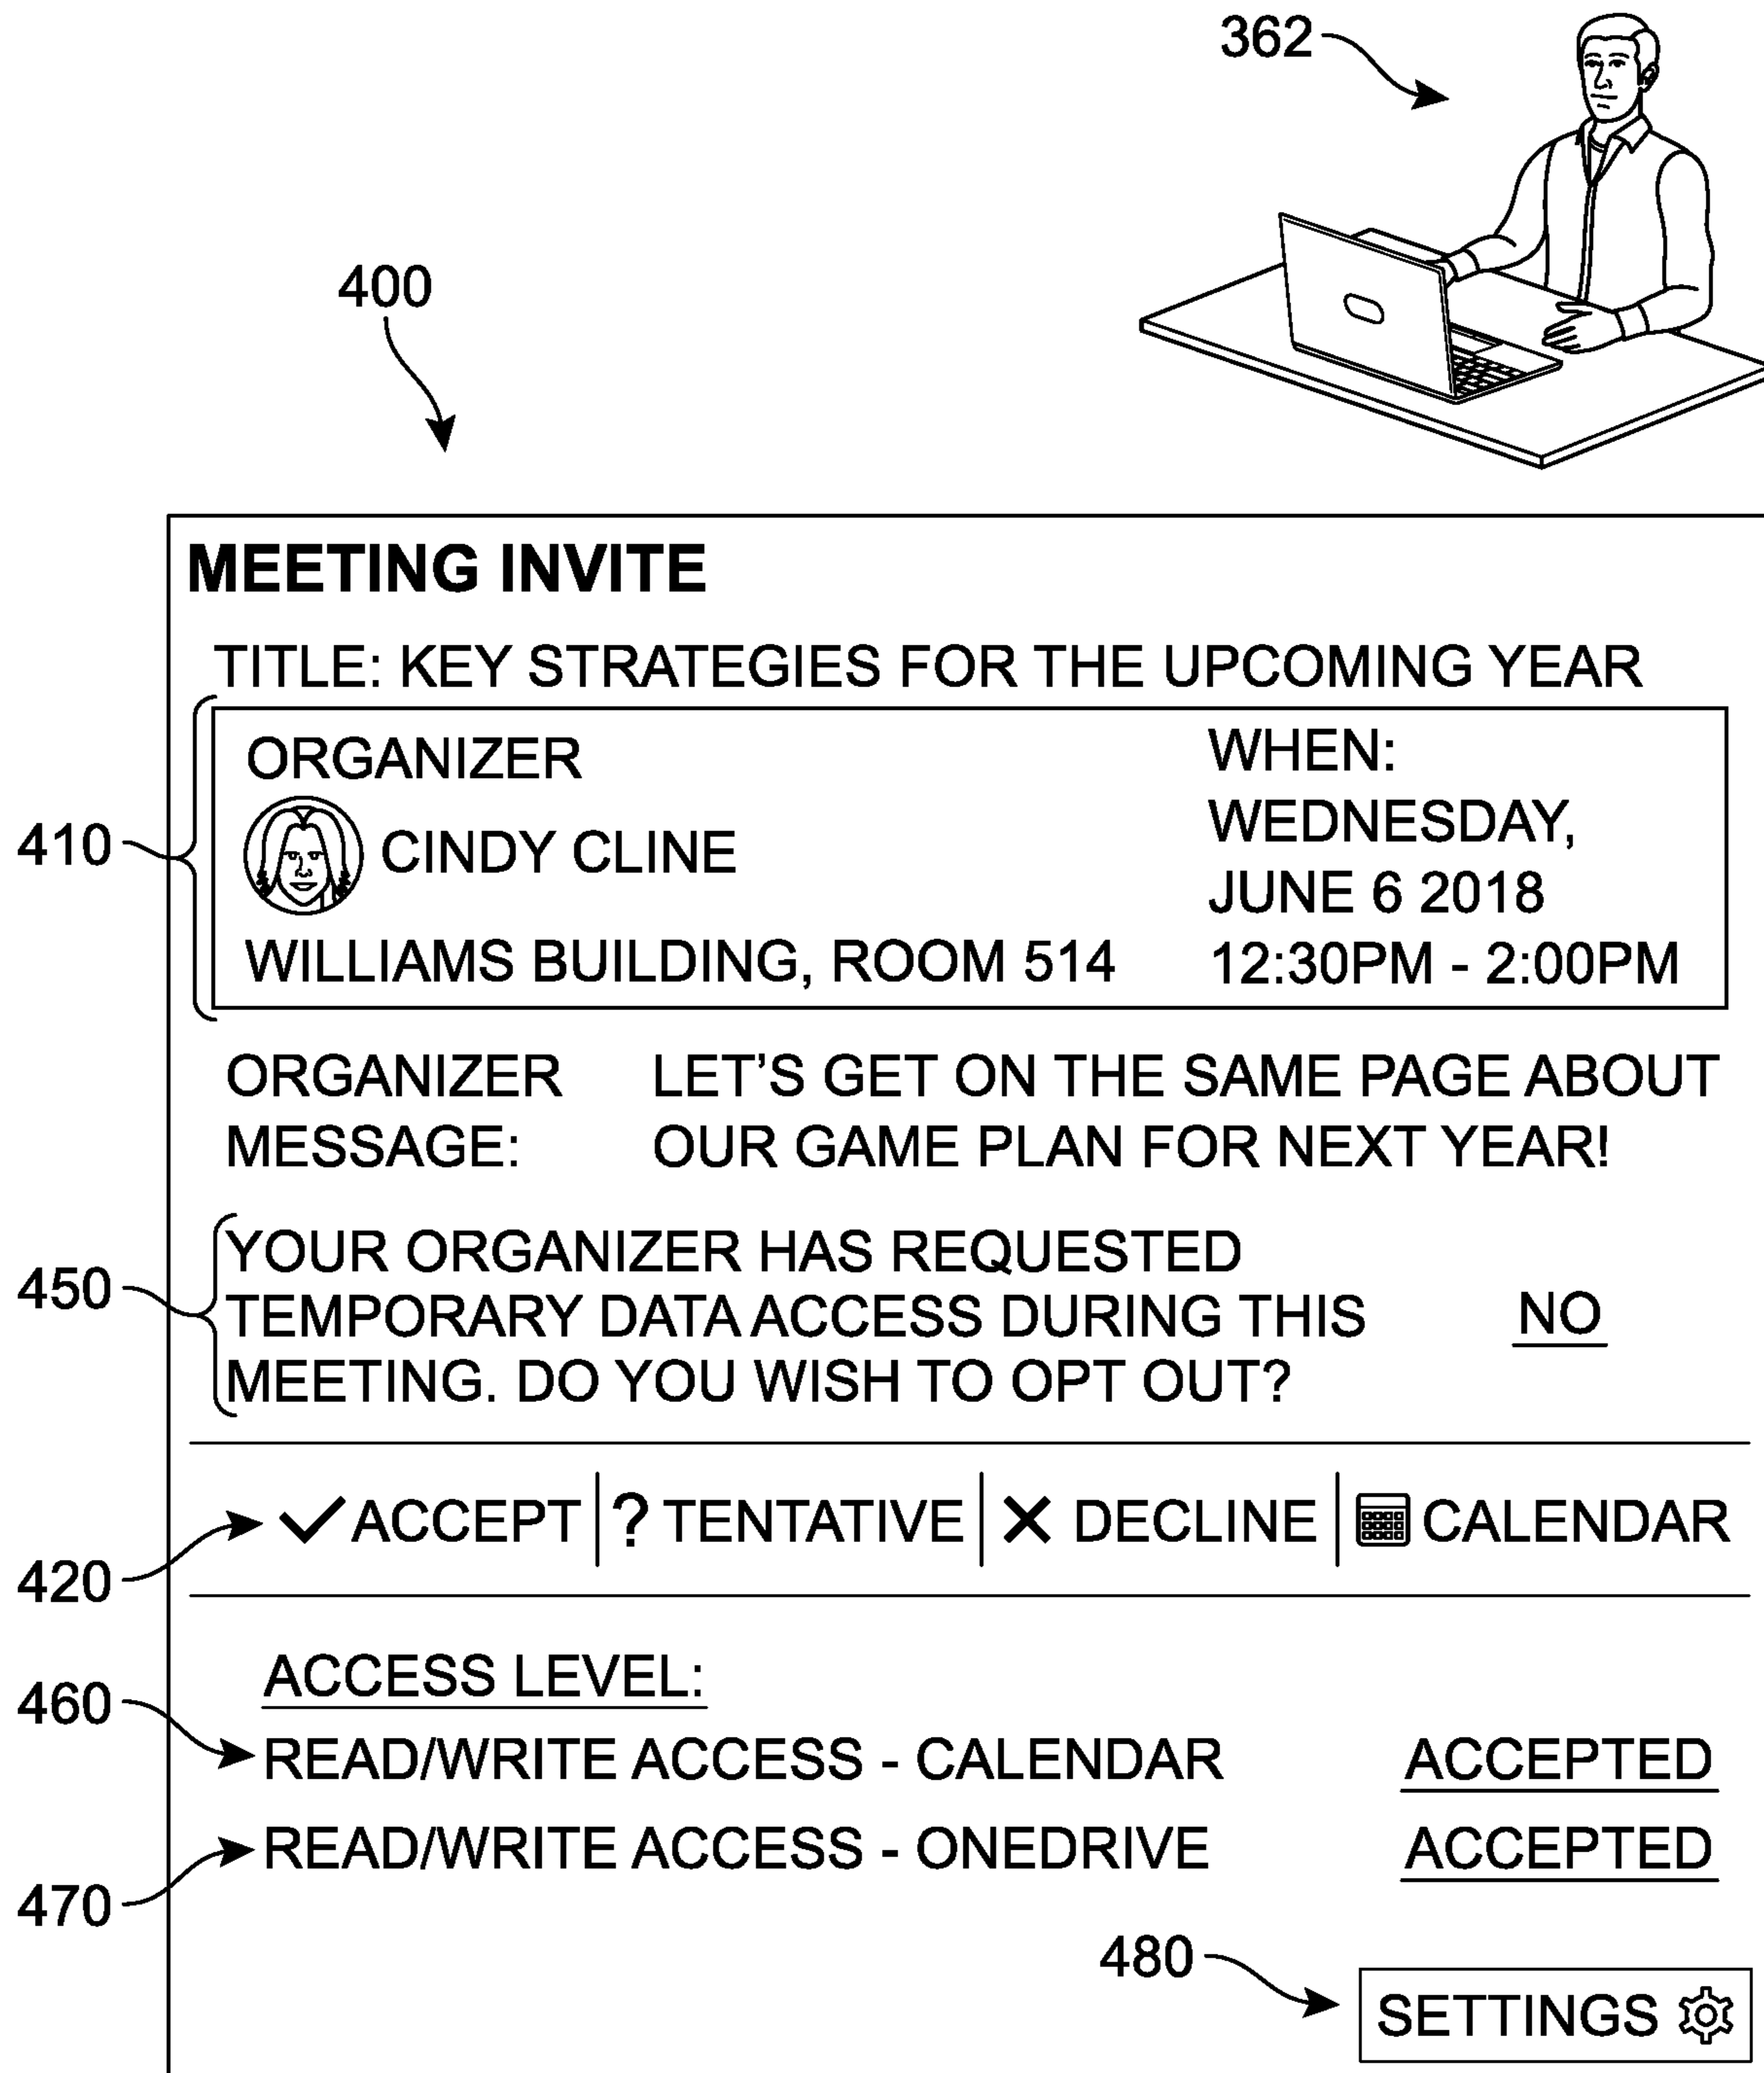 362
400
MEETING INVITE
TITLE: KEY STRATEGIES FOR THE UPCOMING YEAR
410
ORGANIZER
CINDY CLINE
WILLIAMS BUILDING, ROOM 514
WHEN:
WEDNESDAY,
JUNE 6 2018
12:30PM - 2:00PM
ORGANIZER MESSAGE:
LET'S GET ON THE SAME PAGE ABOUT
OUR GAME PLAN FOR NEXT YEAR!
450
YOUR ORGANIZER HAS REQUESTED
TEMPORARY DATA ACCESS DURING THIS
MEETING. DO YOU WISH TO OPT OUT?
NO
420
ACCEPT ? TENTATIVE DECLINE CALENDAR
ACCESS LEVEL:
460
READ/WRITE ACCESS - CALENDAR ACCEPTED
READ/WRITE ACCESS - ONEDRIVE ACCEPTED
470
480
SETTINGS